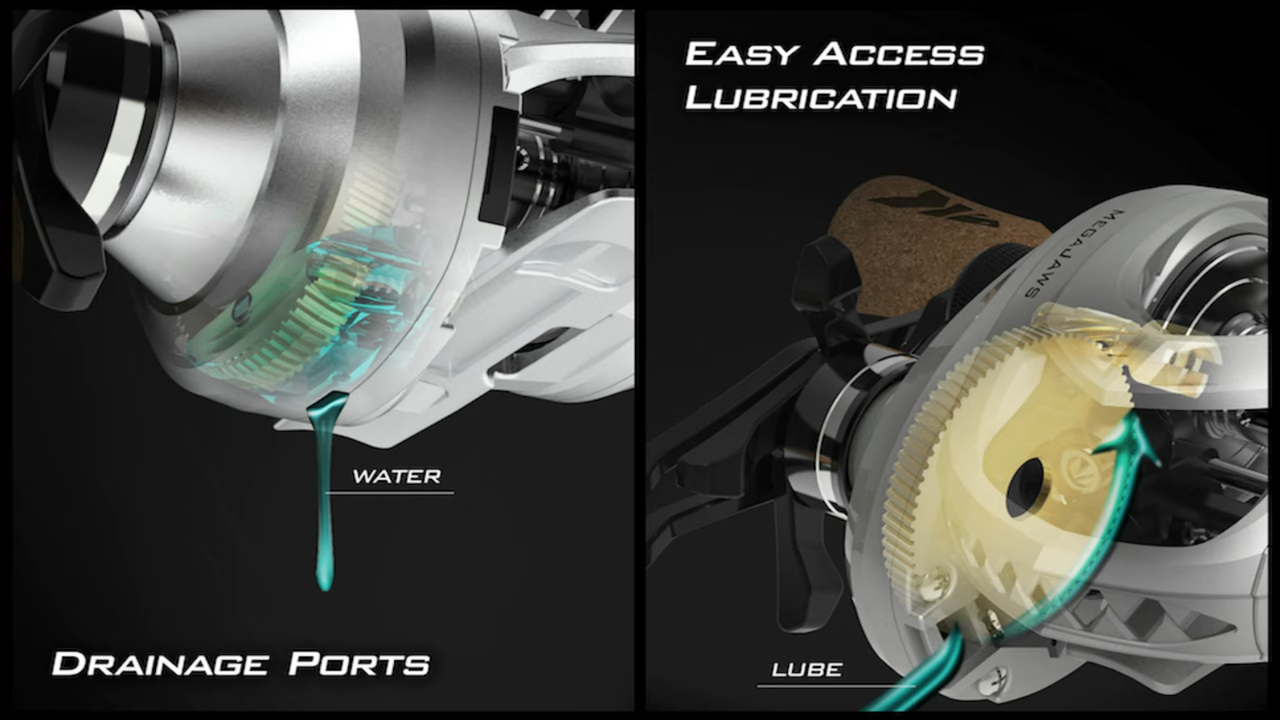 EASY ACCESS
LUBRICATION
MEGAJAWS
WATER
DRAINAGE PORTS
LUBE